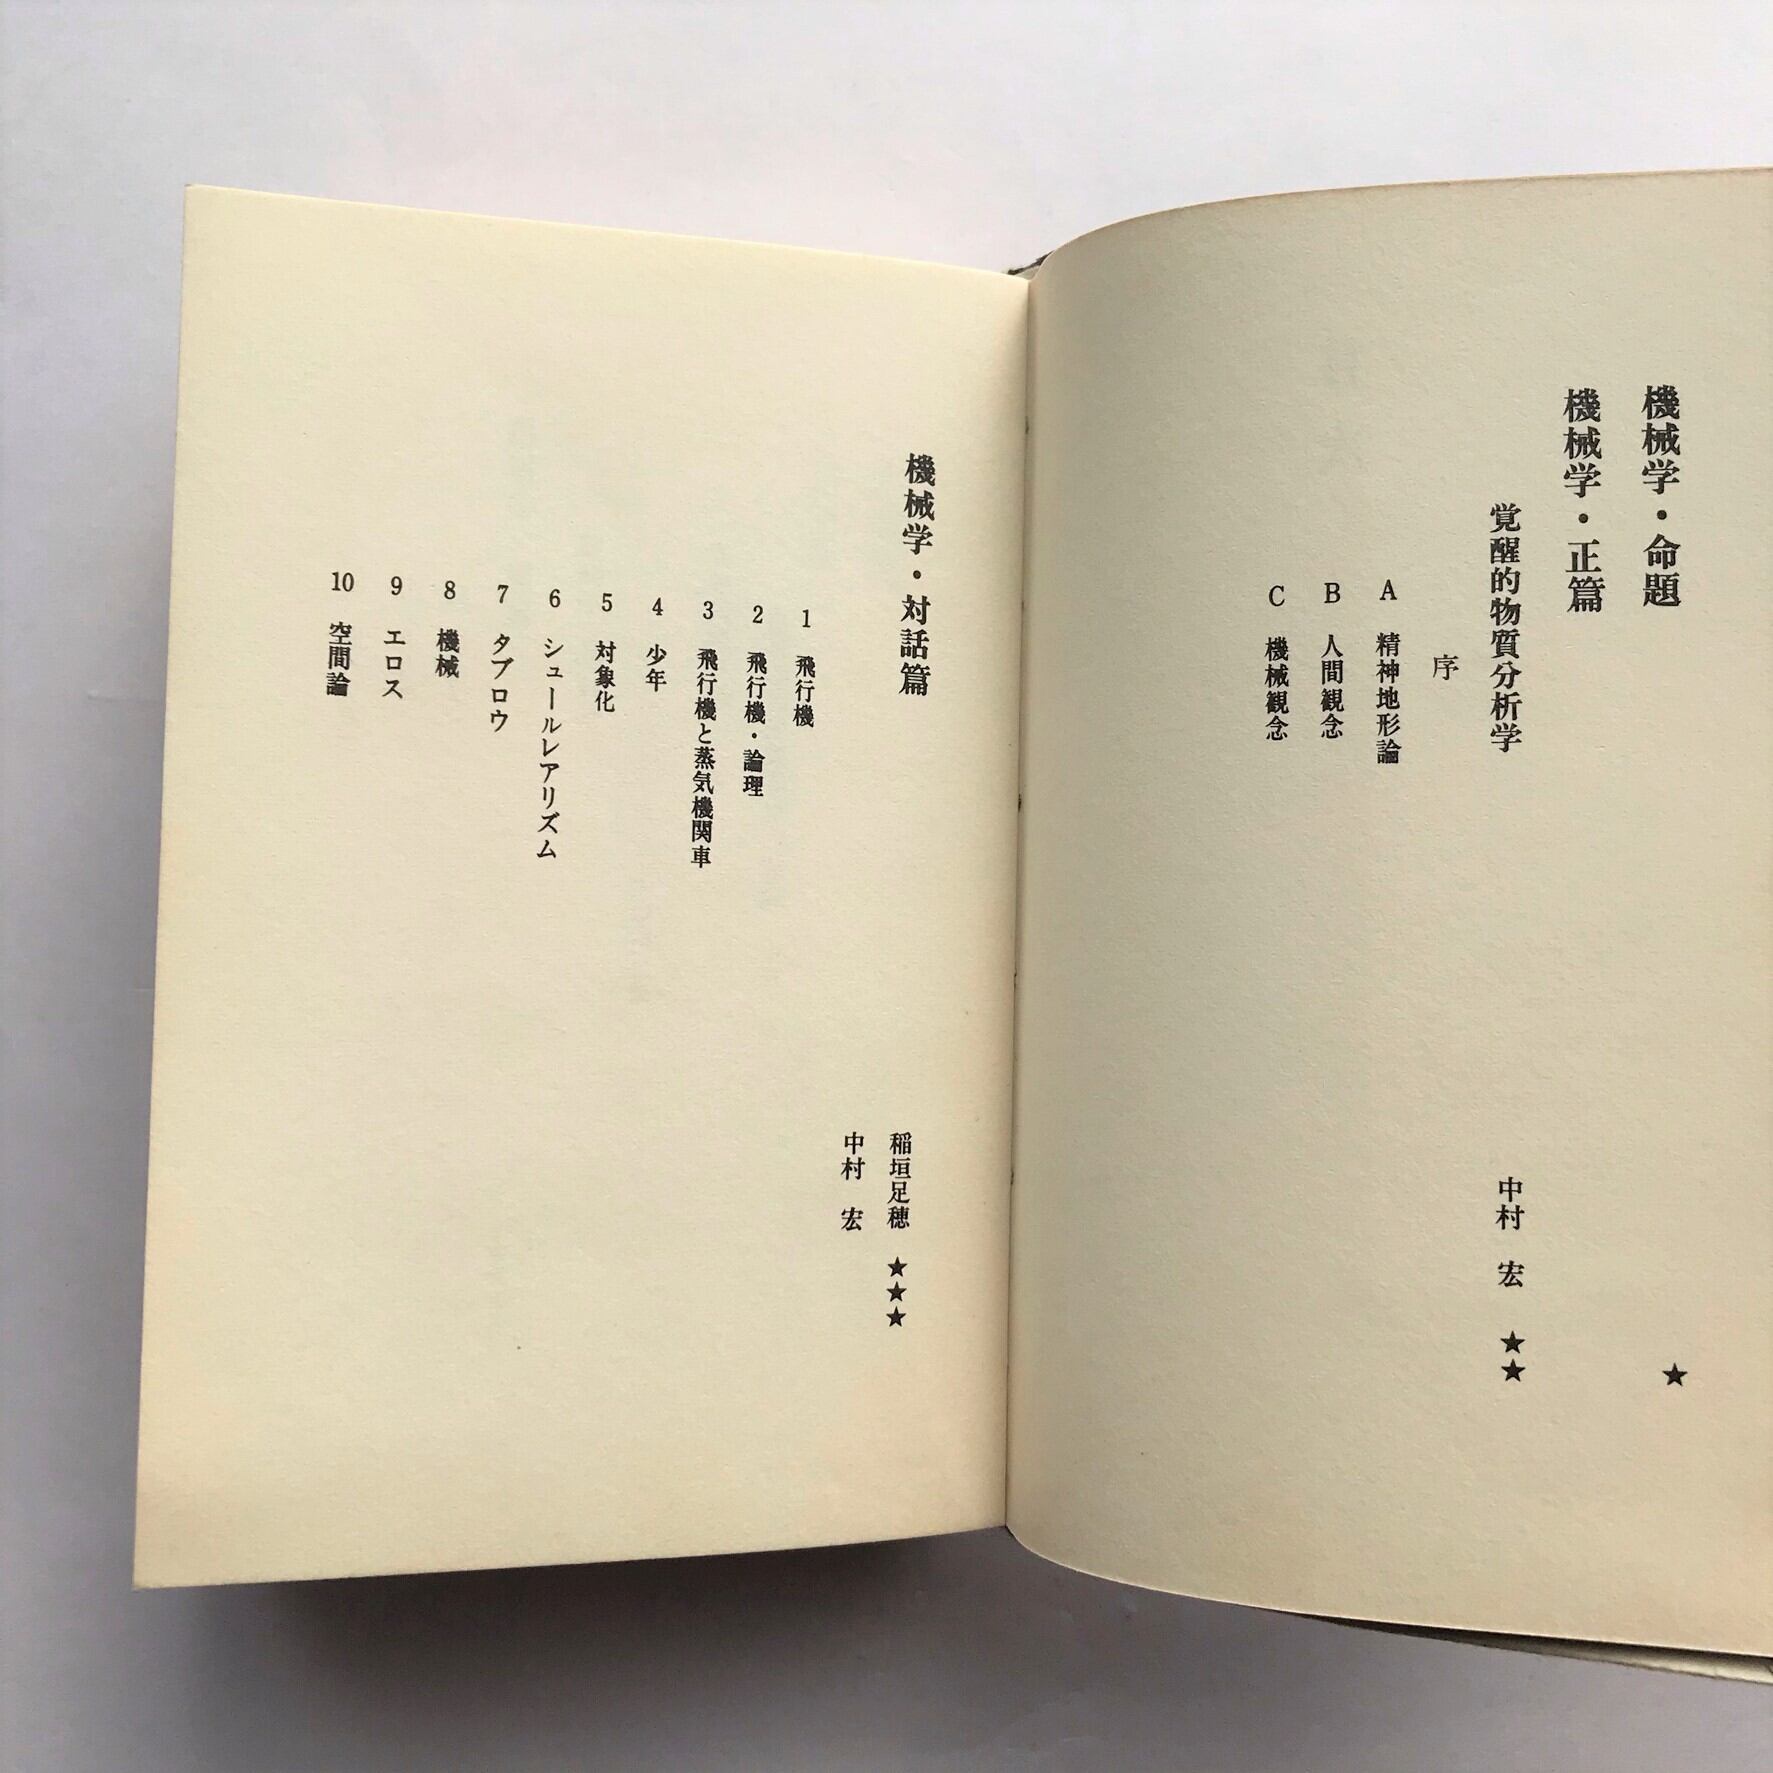 機械学・命題 ★
機械学・正篇
覚醒的物質分析学 中村 宏 ★★
序
A 精神地形論
B 人間観念
C 機械観念
機械学・対話篇
稲垣足穂 ★★★
中村 宏
1 飛行機
2 飛行機・論理
3 飛行機と蒸気機関車
4 少年
5 対象化
6 シュールレアリズム
7 タブロウ
8 機械
9 エロス
10 空間論